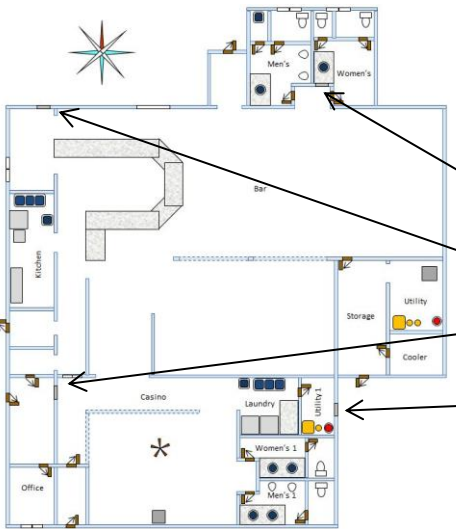 Men's
Women's
Bar
Kitchen
Storage
Utility
Cooler
Casino
Laundry
Utility 1
Women's 1
Office
Men's 1